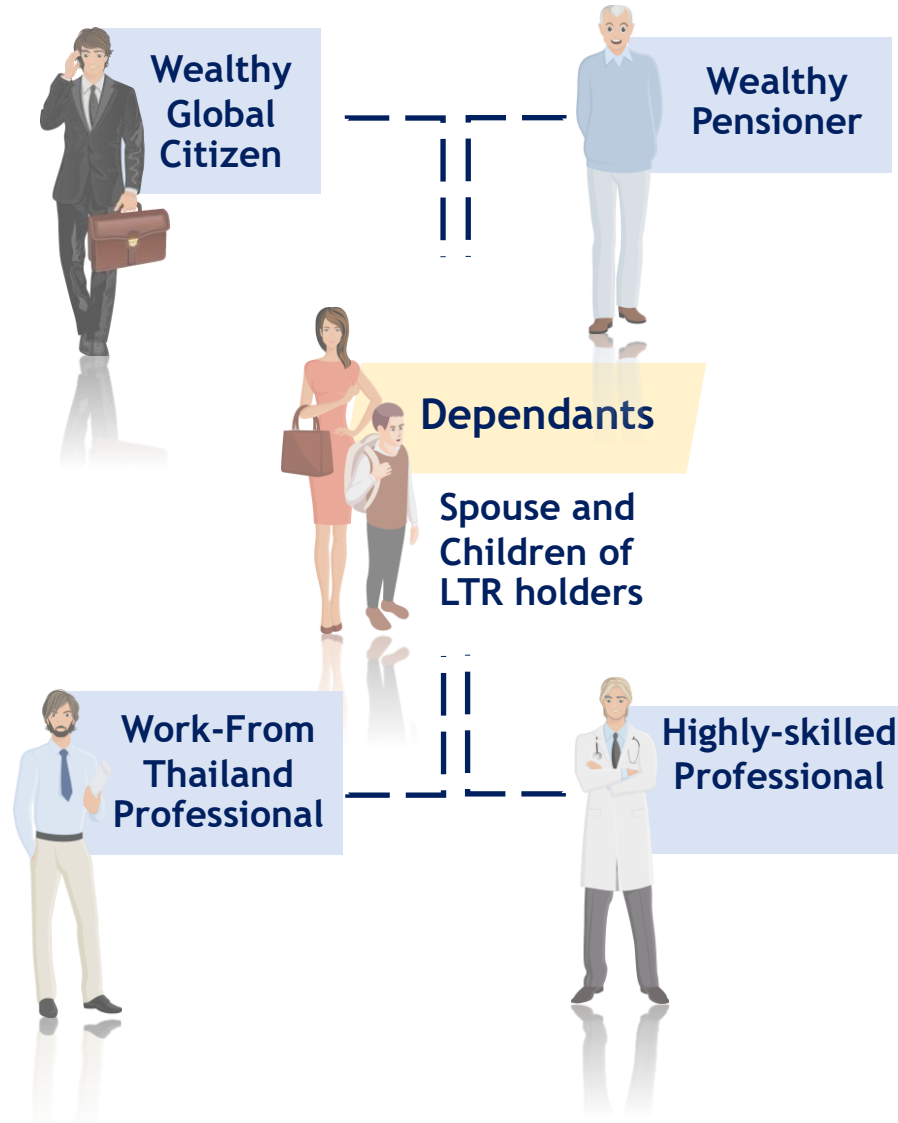 Wealthy
Global
Citizen
Wealthy
Pensioner
Dependants
Spouse and
Children of
LTR holders
Work-From
Thailand
Professional
Highly-skilled
Professional